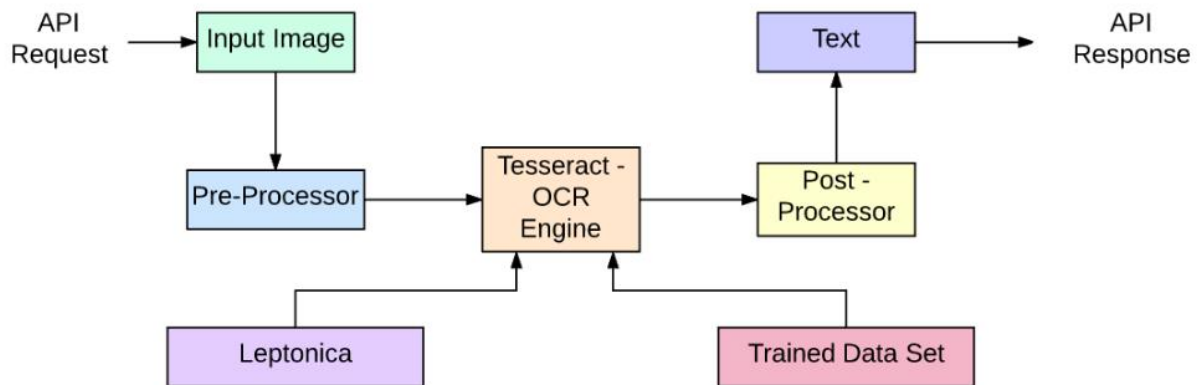 API
Request
Input Image
Text
API
Response
Pre-Processor
Tesseract -
OCR
Engine
Post -
Processor
Leptonica
Trained Data Set